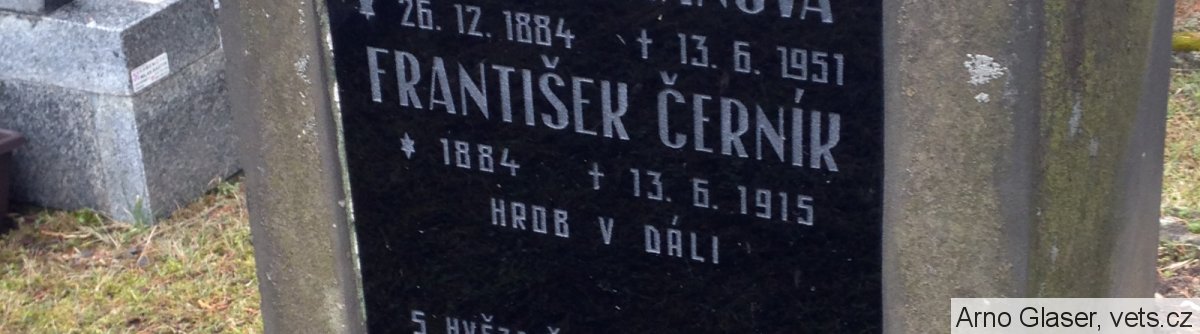 * 26. 12. 1884 † 13. 6. 1951
FRANTIŠEK ČERNÍK
* 1884 † 13. 6. 1915
HROB V DÁLI
S
Arno Glaser, vets.cz